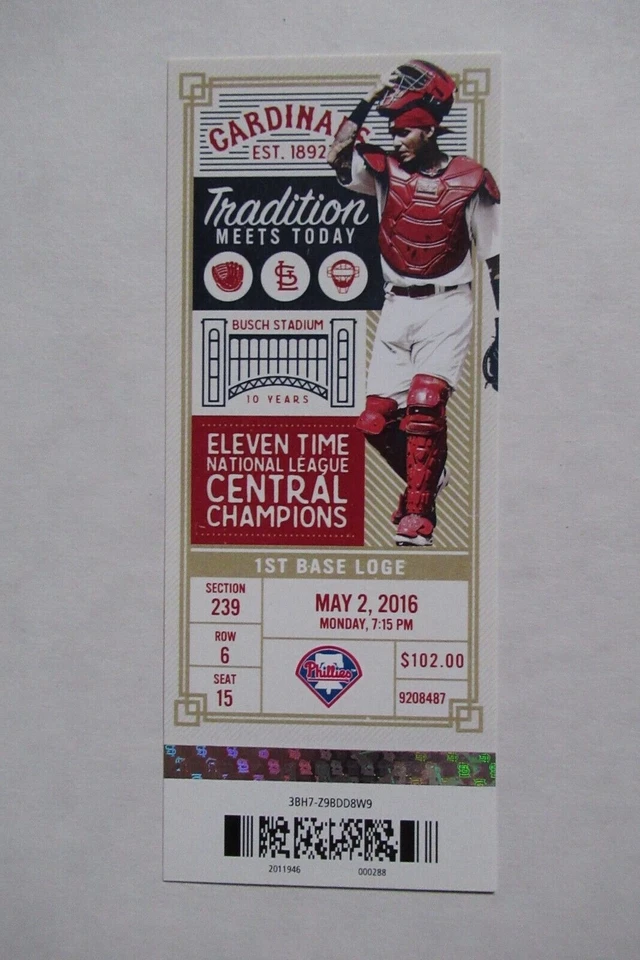 CARDINALS
EST. 1892
Tradition
MEETS TODAY
STL
BUSCH STADIUM
10 YEARS
ELEVEN TIME
NATIONAL LEAGUE
CENTRAL
CHAMPIONS
1ST BASE LOGE
SECTION
239
ROW
6
SEAT
15
MAY 2, 2016
MONDAY, 7:15 PM
Phillies
$102.00
9208487
3BH7-Z9BDD8W9
2011946 000288